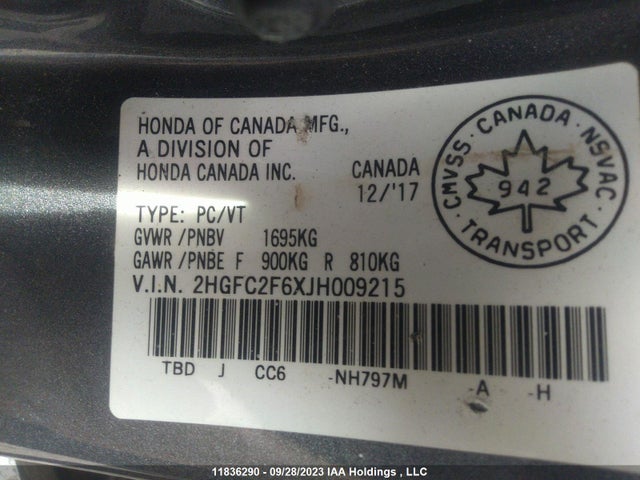 HONDA OF CANADA MFG.,
A DIVISION OF
HONDA CANADA INC.
CANADA
12/'17
TYPE: PC/VT
GVWR/PNBV 1695KG
GAWR/PNBE F 900KG R 810KG
V.I.N. 2HGFC2F6XJH009215
TBD J CC6 -NH797M -A -H
CMVSS · CANADA · NSVAC
942
· TRANSPORT ·
11836290 - 09/28/2023 IAA Holdings , LLC